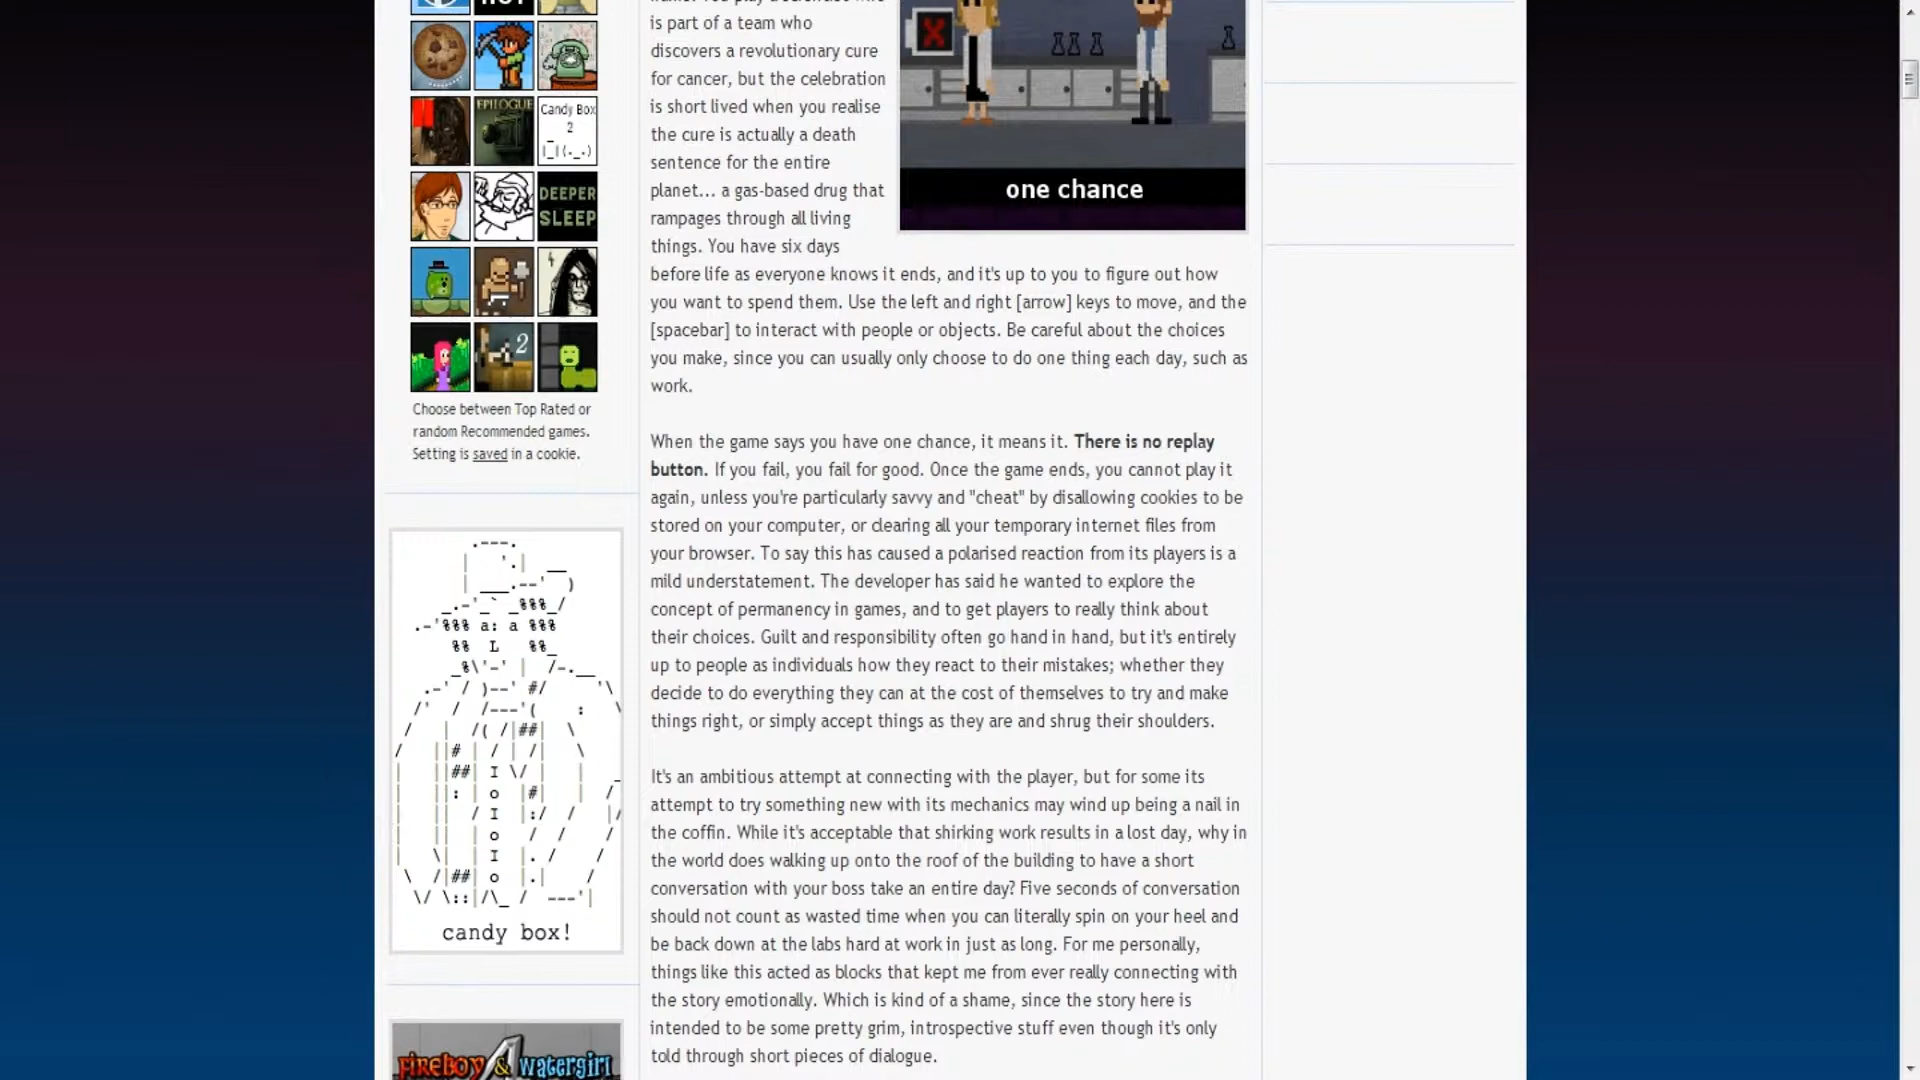 HOT
EPILOGUE
Candy Box
2
DEEPER
SLEEP
4
2
Choose between Top Rated or
random Recommended games.
Setting is saved in a cookie.
candy box!
FIREBOY & WATERGIRL
is part of a team who
discovers a revolutionary cure
for cancer, but the celebration
is short lived when you realise
the cure is actually a death
sentence for the entire
planet... a gas-based drug that
rampages through all living
things. You have six days
before life as everyone knows it ends, and it's up to you to figure out how
you want to spend them. Use the left and right [arrow] keys to move, and the
[spacebar] to interact with people or objects. Be careful about the choices
you make, since you can usually only choose to do one thing each day, such as
work.
one chance
When the game says you have one chance, it means it. There is no replay
button. If you fail, you fail for good. Once the game ends, you cannot play it
again, unless you're particularly savvy and "cheat" by disallowing cookies to be
stored on your computer, or clearing all your temporary internet files from
your browser. To say this has caused a polarised reaction from its players is a
mild understatement. The developer has said he wanted to explore the
concept of permanency in games, and to get players to really think about
their choices. Guilt and responsibility often go hand in hand, but it's entirely
up to people as individuals how they react to their mistakes; whether they
decide to do everything they can at the cost of themselves to try and make
things right, or simply accept things as they are and shrug their shoulders.
It's an ambitious attempt at connecting with the player, but for some its
attempt to try something new with its mechanics may wind up being a nail in
the coffin. While it's acceptable that shirking work results in a lost day, why in
the world does walking up onto the roof of the building to have a short
conversation with your boss take an entire day? Five seconds of conversation
should not count as wasted time when you can literally spin on your heel and
be back down at the labs hard at work in just as long. For me personally,
things like this acted as blocks that kept me from ever really connecting with
the story emotionally. Which is kind of a shame, since the story here is
intended to be some pretty grim, introspective stuff even though it's only
told through short pieces of dialogue.